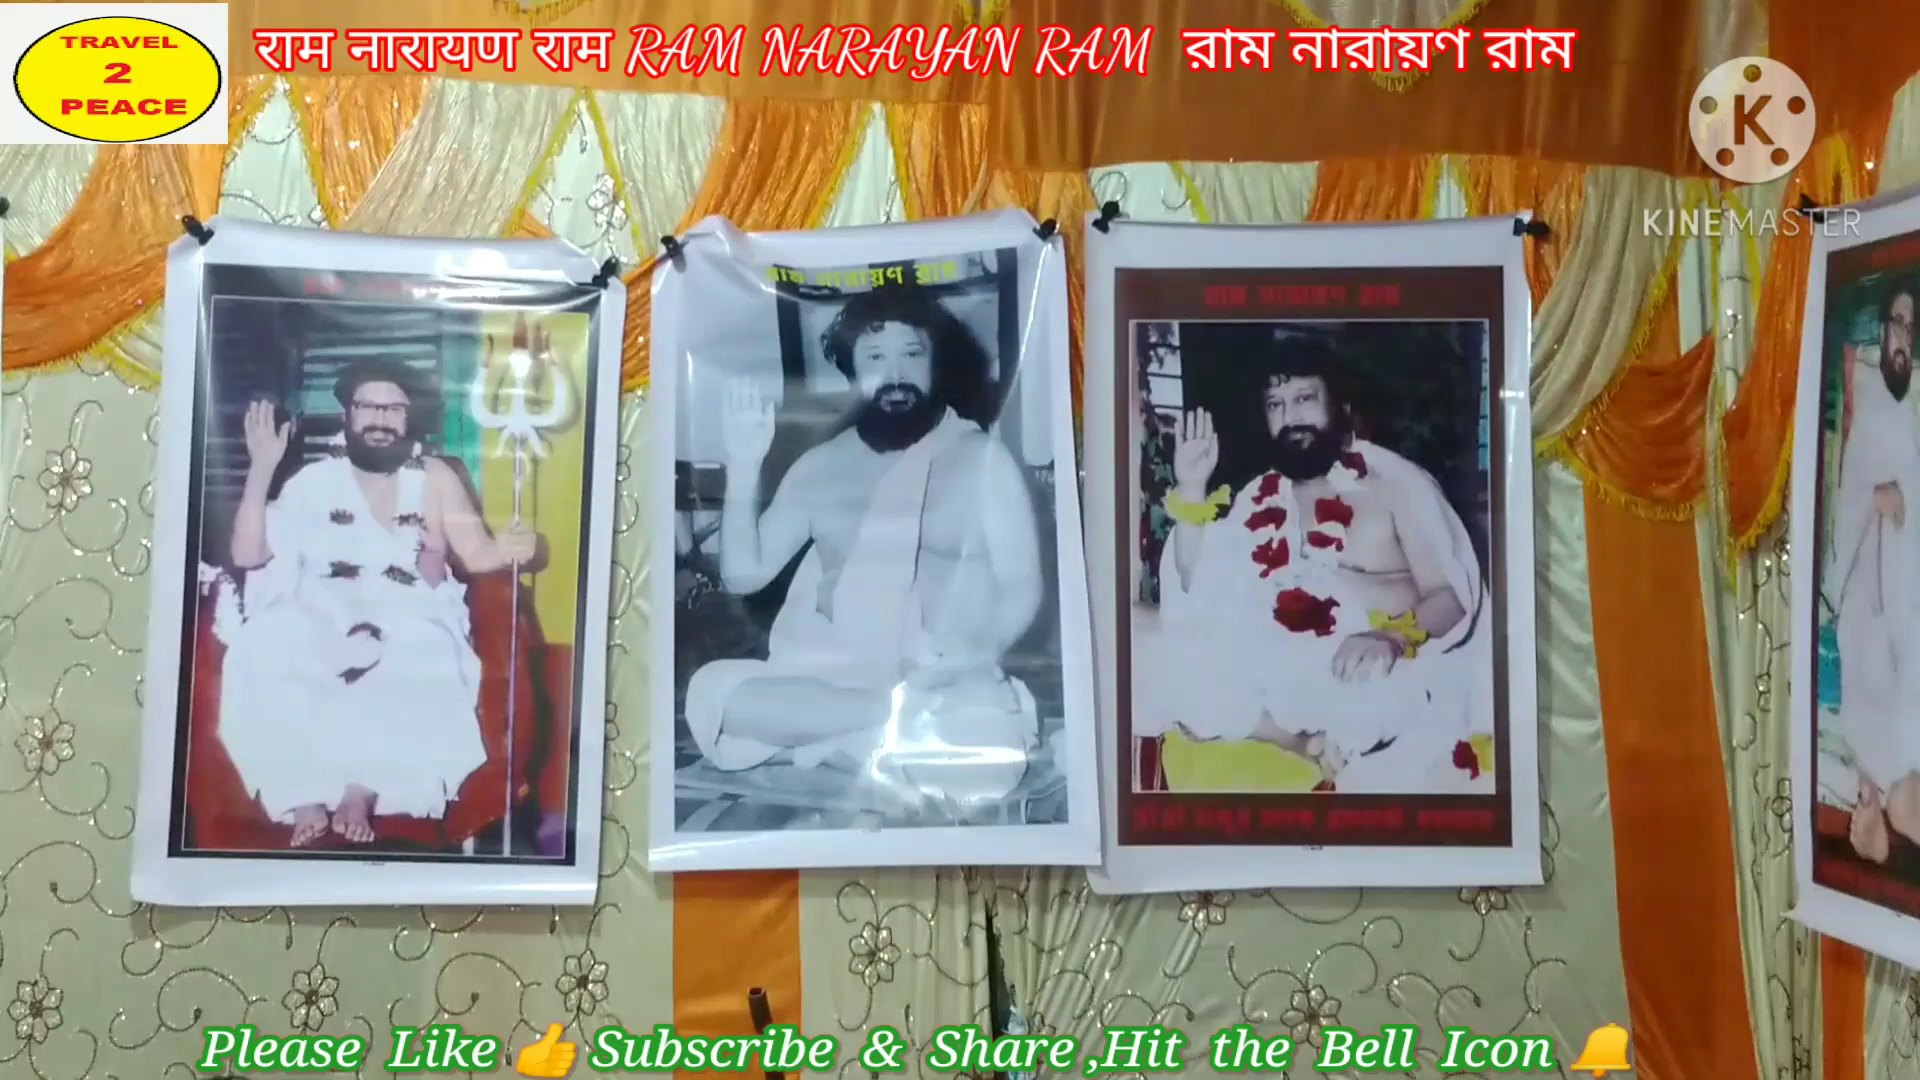 TRAVEL
2
PEACE
राम नारायण राम RAM NARAYAN RAM রাম নারায়ণ রাম
K
KINEMASTER
রাম নারায়ণ রাম
রাম নারায়ণ রাম
Please Like 👍 Subscribe & Share ,Hit the Bell Icon 🔔